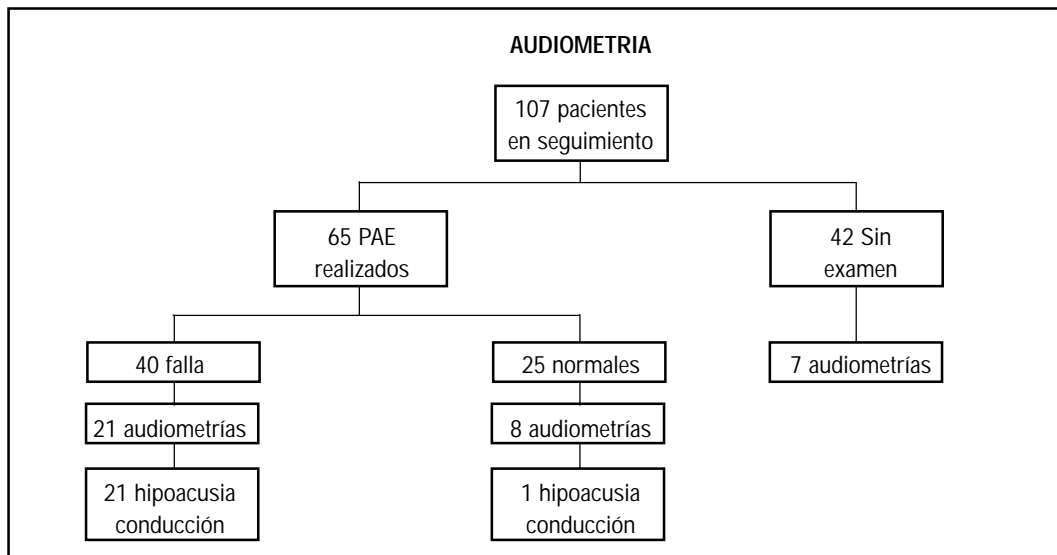 AUDIOMETRIA
107 pacientes
en seguimiento
65 PAE
realizados
42 Sin
examen
40 falla
25 normales
7 audiometrías
21 audiometrías
8 audiometrías
21 hipoacusia
conducción
1 hipoacusia
conducción